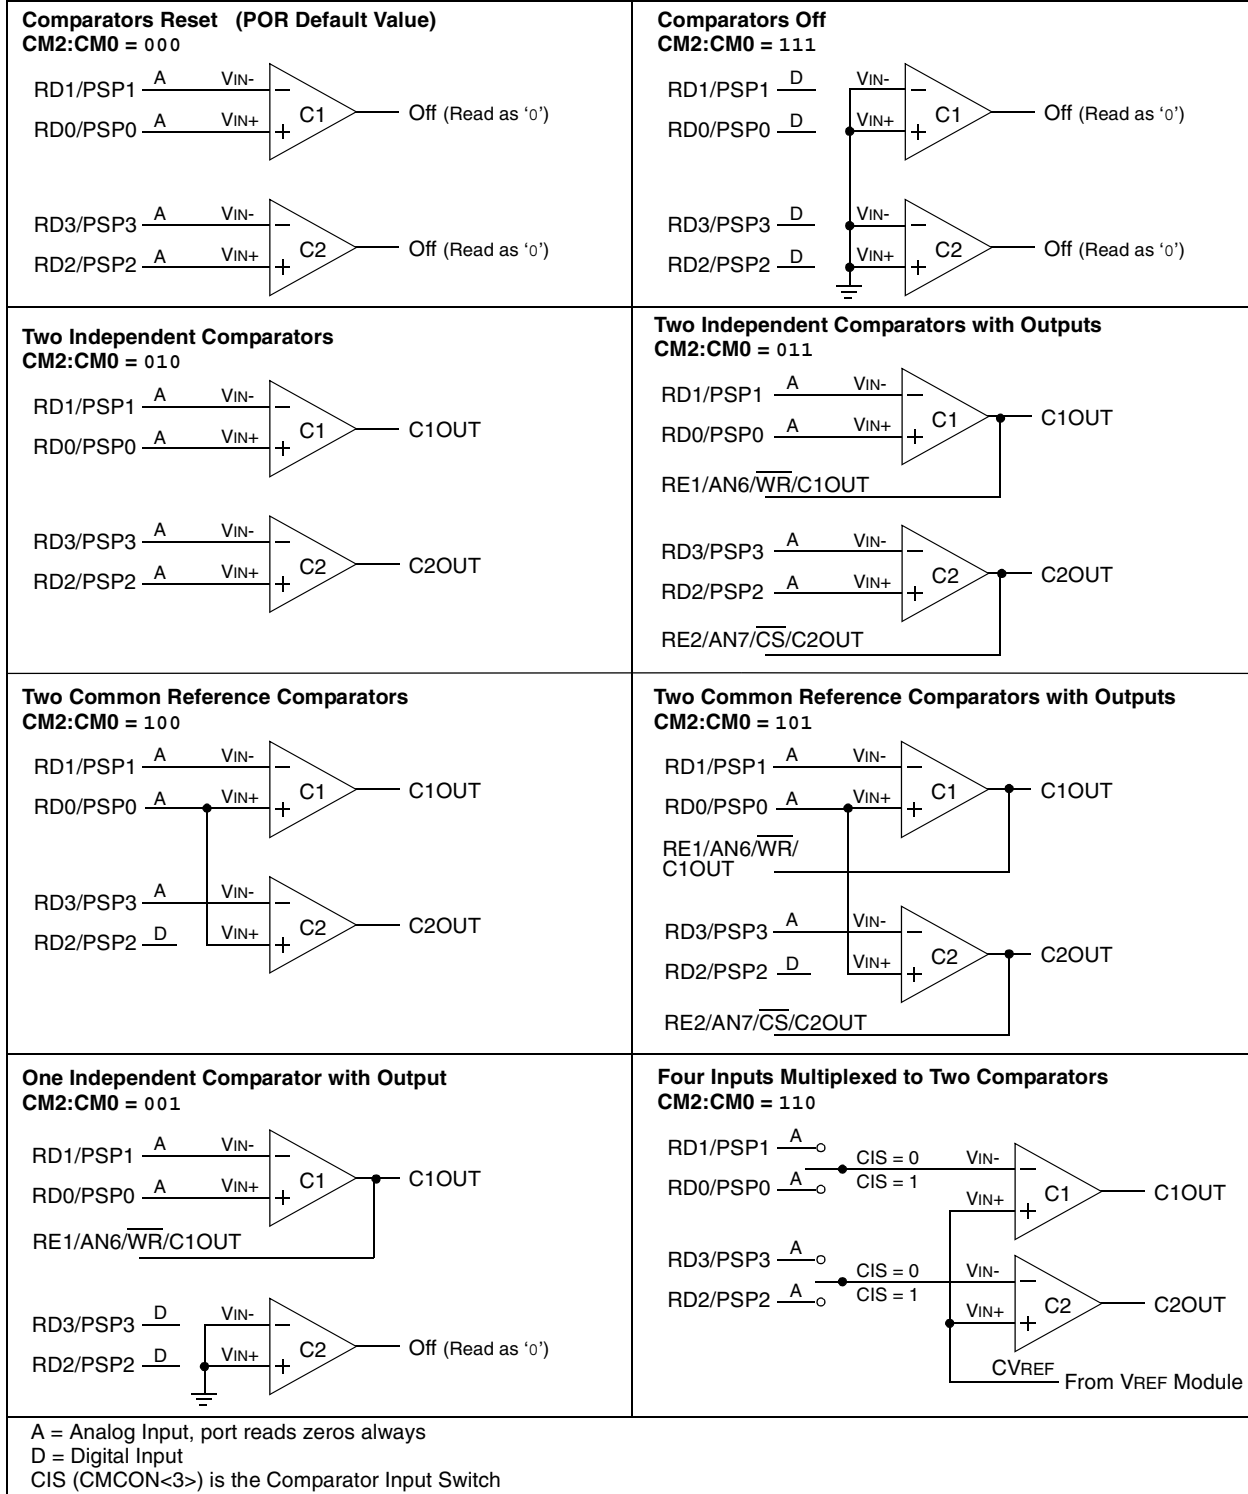 Comparators Reset (POR Default Value)
CM2:CM0 = 000
RD1/PSP1 A VIN- −
RD0/PSP0 A VIN+ +
C1
Off (Read as ‘0’)
RD3/PSP3 A VIN- −
RD2/PSP2 A VIN+ +
C2
Off (Read as ‘0’)
Comparators Off
CM2:CM0 = 111
RD1/PSP1 D VIN- −
RD0/PSP0 D VIN+ +
C1
Off (Read as ‘0’)
RD3/PSP3 D VIN- −
RD2/PSP2 D VIN+ +
C2
Off (Read as ‘0’)
Two Independent Comparators
CM2:CM0 = 010
RD1/PSP1 A VIN- −
RD0/PSP0 A VIN+ +
C1
C1OUT
RD3/PSP3 A VIN- −
RD2/PSP2 A VIN+ +
C2
C2OUT
Two Independent Comparators with Outputs
CM2:CM0 = 011
RD1/PSP1 A VIN- −
RD0/PSP0 A VIN+ +
C1
C1OUT
RE1/AN6/W̅R̅/C1OUT
RD3/PSP3 A VIN- −
RD2/PSP2 A VIN+ +
C2
C2OUT
RE2/AN7/C̅S̅/C2OUT
Two Common Reference Comparators
CM2:CM0 = 100
RD1/PSP1 A VIN- −
RD0/PSP0 A VIN+ +
C1
C1OUT
RD3/PSP3 A VIN- −
RD2/PSP2 D VIN+ +
C2
C2OUT
Two Common Reference Comparators with Outputs
CM2:CM0 = 101
RD1/PSP1 A VIN- −
RD0/PSP0 A VIN+ +
C1
C1OUT
RE1/AN6/W̅R̅/
C1OUT
RD3/PSP3 A VIN- −
RD2/PSP2 D VIN+ +
C2
C2OUT
RE2/AN7/C̅S̅/C2OUT
One Independent Comparator with Output
CM2:CM0 = 001
RD1/PSP1 A VIN- −
RD0/PSP0 A VIN+ +
C1
C1OUT
RE1/AN6/W̅R̅/C1OUT
RD3/PSP3 D VIN- −
RD2/PSP2 D VIN+ +
C2
Off (Read as ‘0’)
Four Inputs Multiplexed to Two Comparators
CM2:CM0 = 110
RD1/PSP1 A
CIS = 0 VIN- −
RD0/PSP0 A CIS = 1
VIN+ +
C1
C1OUT
RD3/PSP3 A
CIS = 0 VIN- −
RD2/PSP2 A CIS = 1
VIN+ +
C2
C2OUT
CVREF
From VREF Module
A = Analog Input, port reads zeros always
D = Digital Input
CIS (CMCON<3>) is the Comparator Input Switch